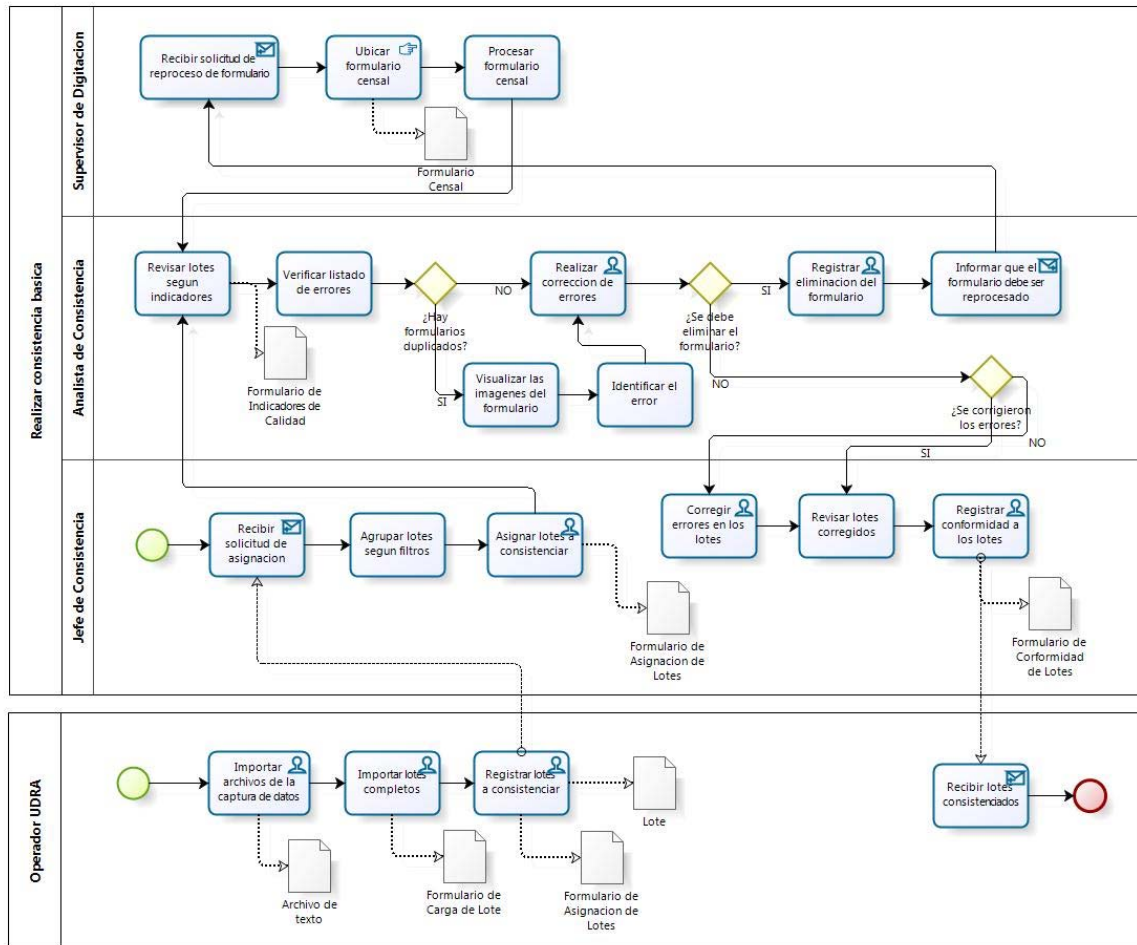 Realizar consistencia basica
Supervisor de Digitacion
Recibir solicitud de
reproceso de formulario
Ubicar
formulario
censal
Procesar
formulario
censal
Formulario
Censal
Analista de Consistencia
Revisar lotes
segun
indicadores
Verificar listado
de errores
¿Hay
formularios
duplicados?
NO
SI
Realizar
correccion de
errores
¿Se debe
eliminar el
formulario?
SI
NO
Registrar
eliminacion del
formulario
Informar que el
formulario debe ser
reprocesado
Formulario de
Indicadores de
Calidad
Visualizar las
imagenes del
formulario
Identificar el
error
¿Se corrigieron
los errores?
NO
SI
Jefe de Consistencia
Recibir
solicitud de
asignacion
Agrupar lotes
segun filtros
Asignar lotes a
consistenciar
Corregir
errores en los
lotes
Revisar lotes
corregidos
Registrar
conformidad a
los lotes
Formulario de
Asignacion de
Lotes
Formulario de
Conformidad
de Lotes
Operador UDRA
Importar
archivos de la
captura de datos
Importar lotes
completos
Registrar lotes
a consistenciar
Lote
Recibir lotes
consistenciados
Archivo de
texto
Formulario de
Carga de Lote
Formulario de
Asignacion de
Lotes